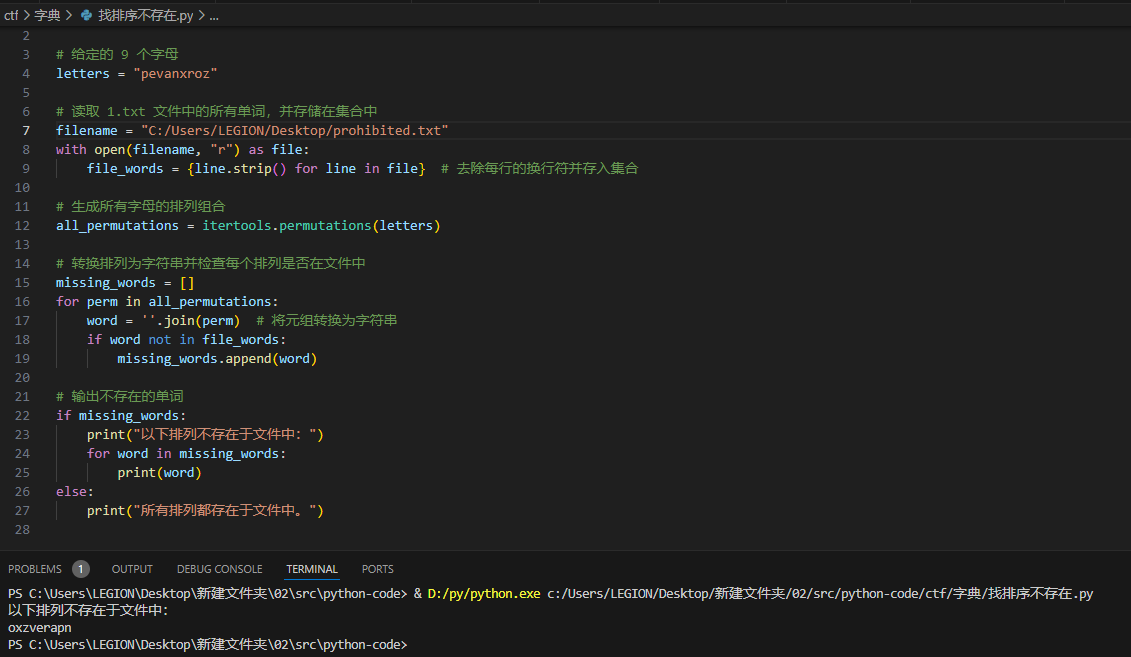 ctf > 字典 > 找排序不存在.py > ...
2
3 # 给定的 9 个字母
4 letters = "pevanxroz"
5
6 # 读取 1.txt 文件中的所有单词，并存储在集合中
7 filename = "C:/Users/LEGION/Desktop/prohibited.txt"
8 with open(filename, "r") as file:
9     file_words = {line.strip() for line in file}  # 去除每行的换行符并存入集合
10
11 # 生成所有字母的排列组合
12 all_permutations = itertools.permutations(letters)
13
14 # 转换排列为字符串并检查每个排列是否在文件中
15 missing_words = []
16 for perm in all_permutations:
17     word = ''.join(perm)  # 将元组转换为字符串
18     if word not in file_words:
19         missing_words.append(word)
20
21 # 输出不存在的单词
22 if missing_words:
23     print("以下排列不存在于文件中：")
24     for word in missing_words:
25         print(word)
26 else:
27     print("所有排列都存在于文件中。")
28
PROBLEMS 1 OUTPUT DEBUG CONSOLE TERMINAL PORTS
PS C:\Users\LEGION\Desktop\新建文件夹\02\src\python-code> & D:/py/python.exe c:/Users/LEGION/Desktop/新建文件夹/02/src/python-code/ctf/字典/找排序不存在.py
以下排列不存在于文件中：
oxzverapn
PS C:\Users\LEGION\Desktop\新建文件夹\02\src\python-code>